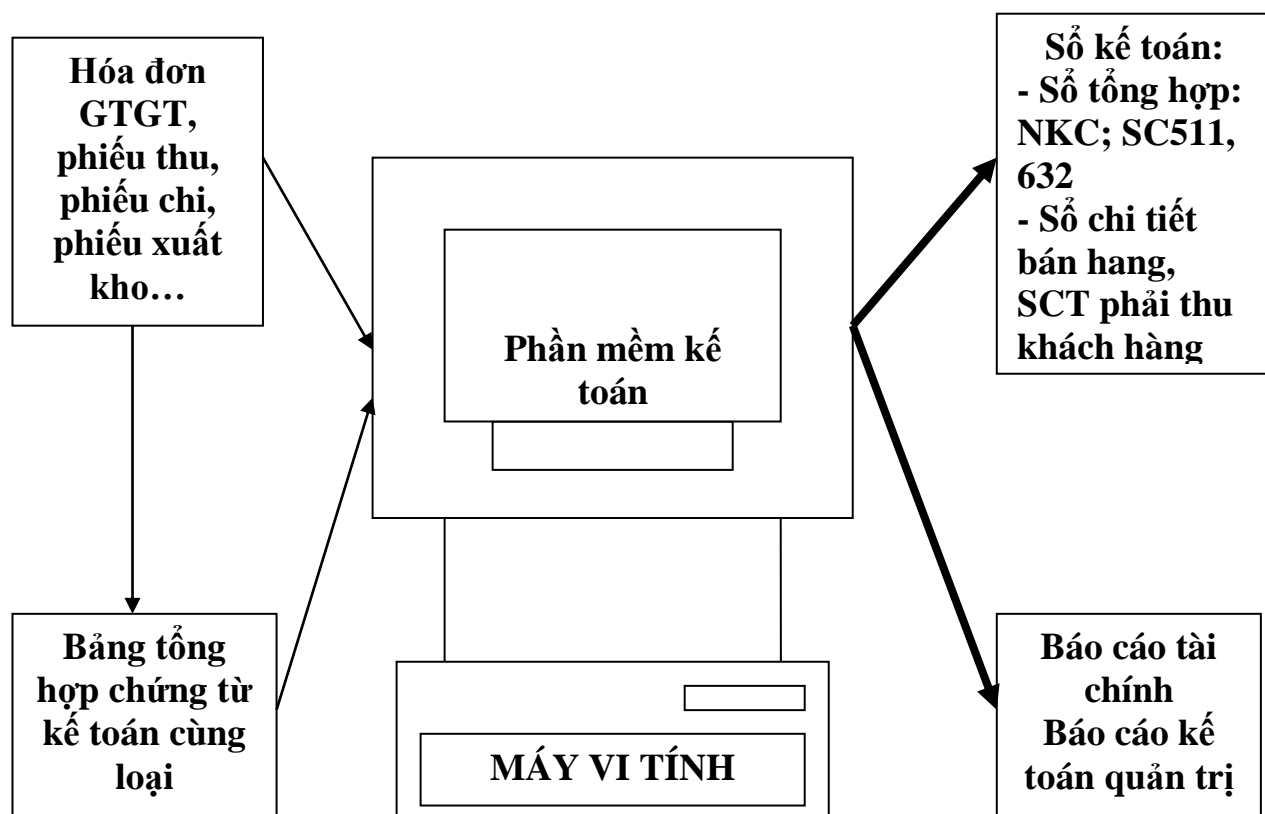 Hóa đơn
GTGT,
phiếu thu,
phiếu chi,
phiếu xuất
kho…
Bảng tổng
hợp chứng từ
kế toán cùng
loại
Phần mềm kế
toán
MÁY VI TÍNH
Sổ kế toán:
- Sổ tổng hợp:
NKC; SC511,
632
- Sổ chi tiết
bán hang,
SCT phải thu
khách hàng
Báo cáo tài
chính
Báo cáo kế
toán quản trị